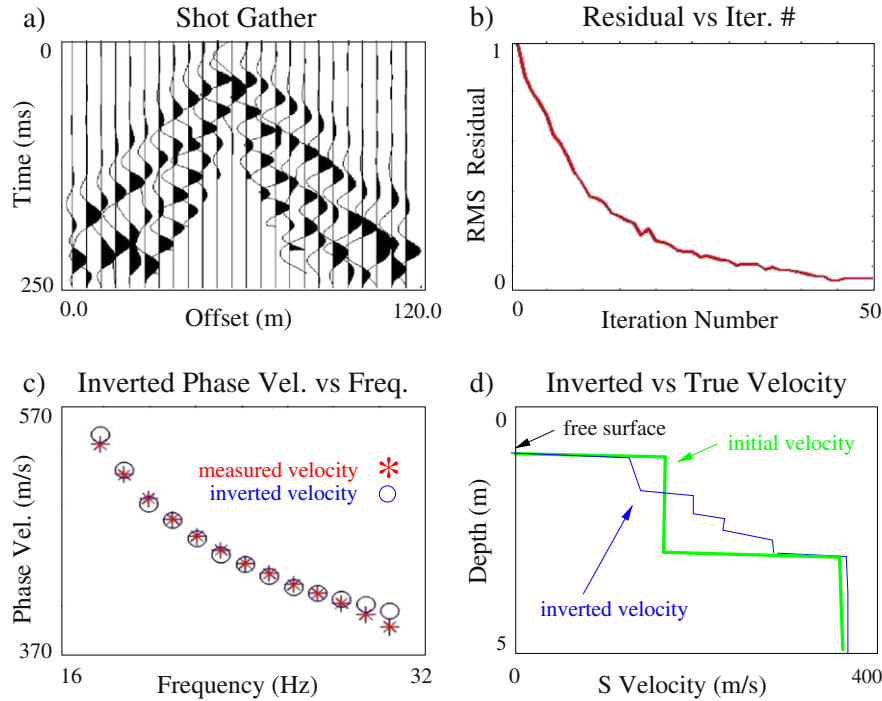 a) Shot Gather
0
Time (ms)
250
0.0
120.0
Offset (m)
b) Residual vs Iter. #
1
RMS Residual
0
0
50
Iteration Number
c) Inverted Phase Vel. vs Freq.
570
Phase Vel. (m/s)
370
measured velocity
inverted velocity
16
32
Frequency (Hz)
d) Inverted vs True Velocity
0
free surface
initial velocity
Depth (m)
inverted velocity
5
0
400
S Velocity (m/s)